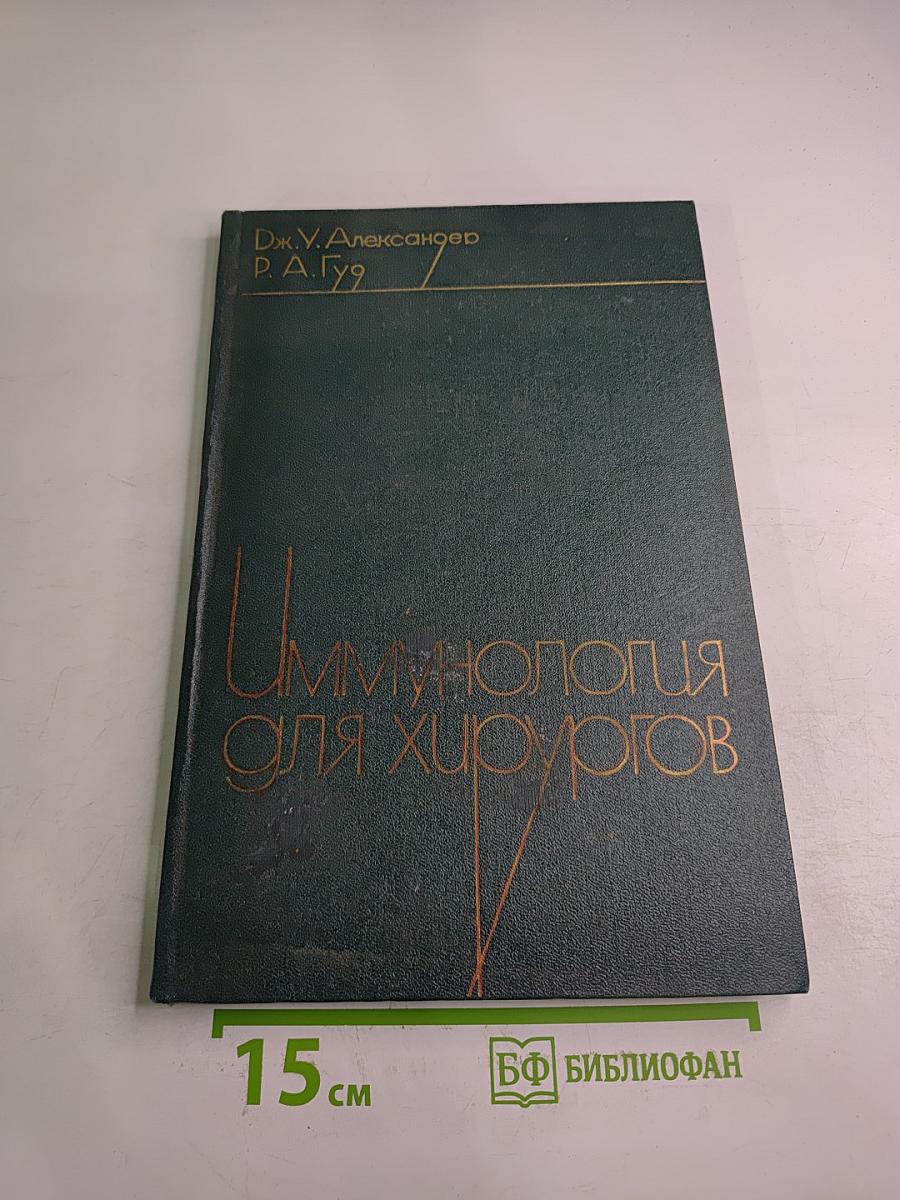 Дж. У. Александер
Р. А. Гуд
Иммунология
для хирургов
15 см
БФ БИБЛИОФАН